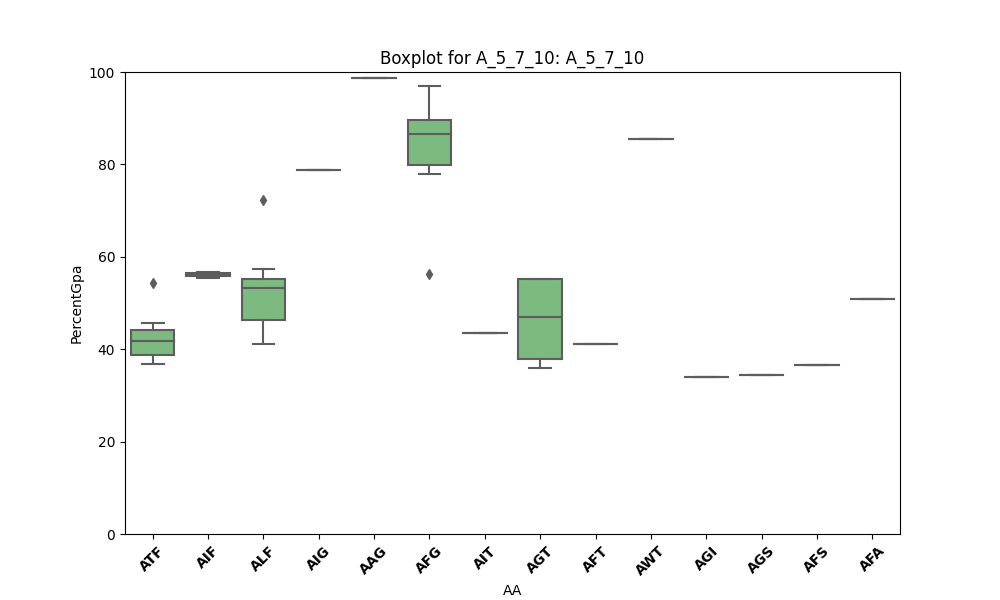 Boxplot for A_5_7_10: A_5_7_10
100
80
60
40
20
0
PercentGpa
ATF
AIF
ALF
AIG
AAG
AFG
AIT
AGT
AFT
AWT
AGI
AGS
AFS
AFA
AA